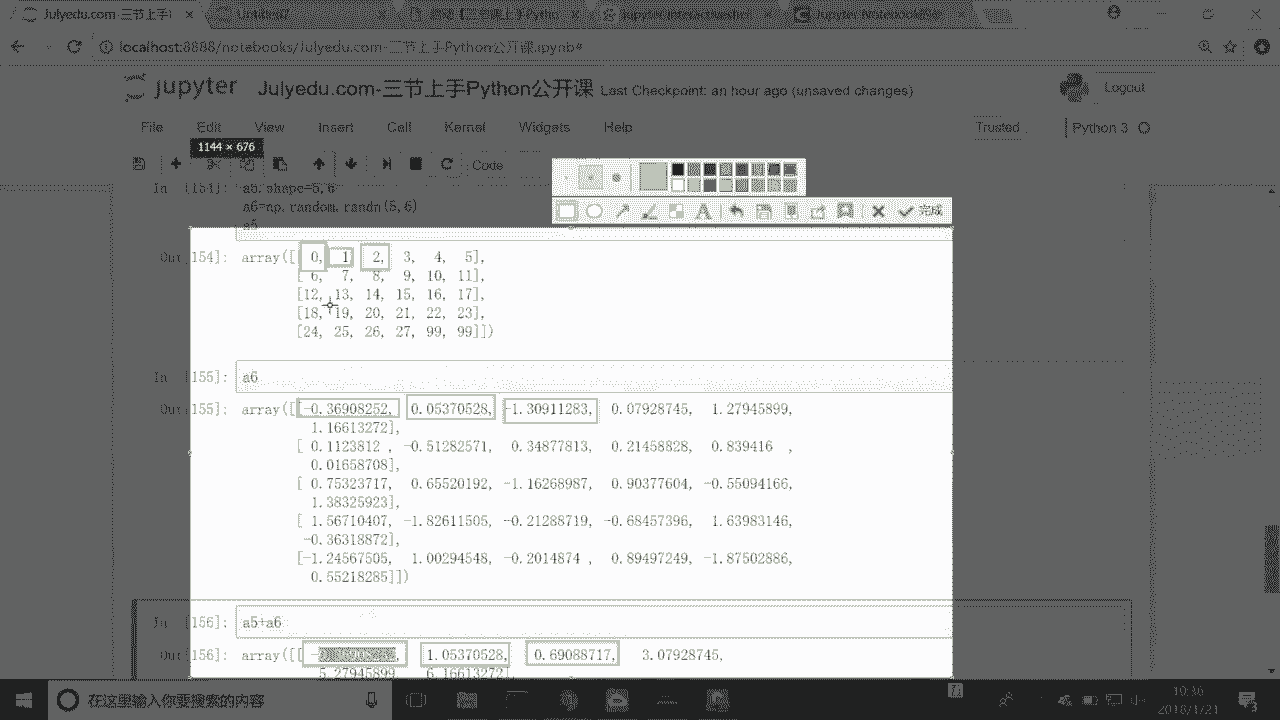 Julyedu.com-三节上手
Untitled7
localhost:8888/notebooks/Julyedu.com-三节上手Python公开课.ipynb#
jupyter Julyedu.com-三节上手Python公开课 Last Checkpoint: an hour ago (unsaved changes) Logout
File Edit View Insert Cell Kernel Widgets Help Trusted Python 3
1144 × 676
Code
In [151]: a5.shape=5,6
a6=np.random.randn(5,6)
a5
完成
Out[154]: array([[ 0, 1, 2, 3, 4, 5],
[ 6, 7, 8, 9, 10, 11],
[12, 13, 14, 15, 16, 17],
[18, 19, 20, 21, 22, 23],
[24, 25, 26, 27, 99, 99]])
In [155]: a6
Out[155]: array([[-0.36908252, 0.05370528, -1.30911283, 0.07928745, 1.27945899,
1.16613272],
[ 0.1123812 , -0.51282571, 0.34877813, 0.21458828, 0.839416 ,
0.01658708],
[ 0.75323717, 0.65520192, -1.16268987, 0.90377604, -0.55094166,
1.38325923],
[ 1.56710407, -1.82611505, -0.21288719, -0.68457396, 1.63983146,
-0.36318872],
[-1.24567505, 1.00294548, -0.2014874 , 0.89497249, -1.87502886,
0.55218285]])
In [156]: a5+a6
Out[156]: array([[ 1.05370528, 0.69088717, 3.07928745,
5.27945899, 6.16613272],
在这里输入你要搜索的内容
10:36
2018/1/21